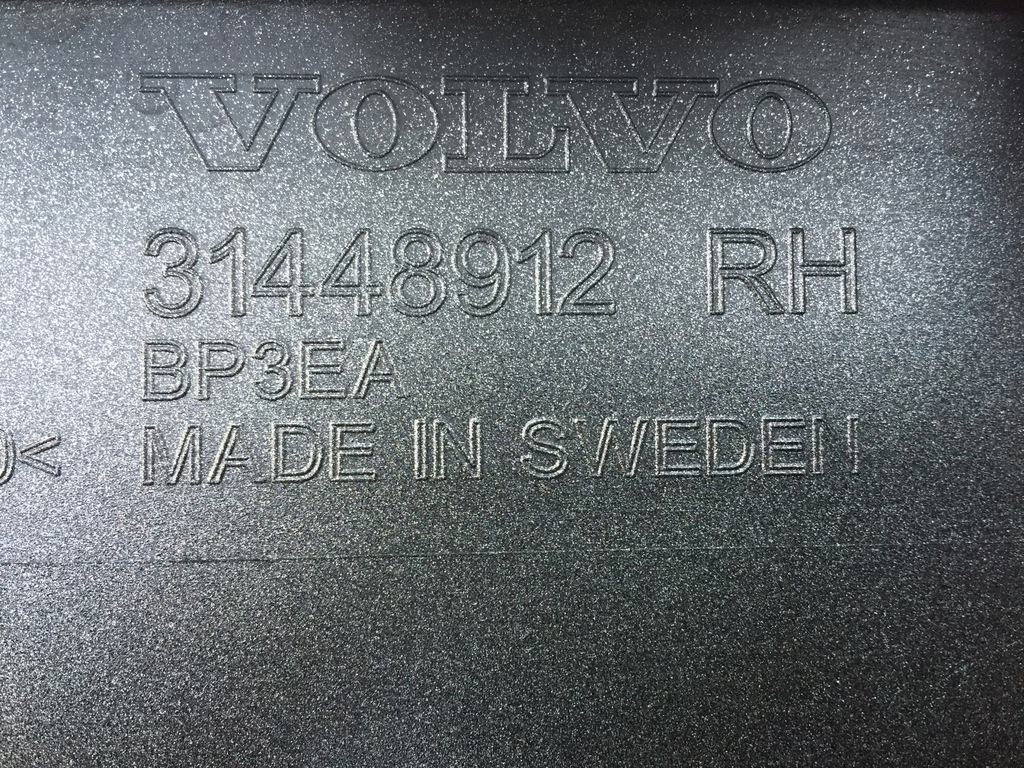 VOLVO
31448912 RH
BP3EA
MADE IN SWEDEN